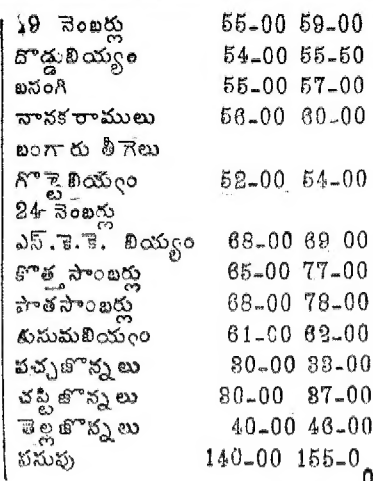 19 నెంబర్లు 55-00 59-00
దొడ్డుబియ్యం 54-00 55-50
బసంగి 55-00 57-00
నానకరాములు 56-00 60-00
బంగారు తీగెలు
గొట్టెబియ్యం 52-00 54-00
24 నెంబర్లు
ఎస్.కె.కె. బియ్యం 68-00 69 00
కొత్తసాంబర్లు 65-00 77-00
పాతసాంబర్లు 68-00 78-00
కుసుమబియ్యం 61-00 62-00
పచ్చజొన్నలు 80-00 83-00
చప్టిజొన్నలు 80-00 87-00
తెల్లజొన్నలు 40-00 46-00
పసుపు 140-00 155-0